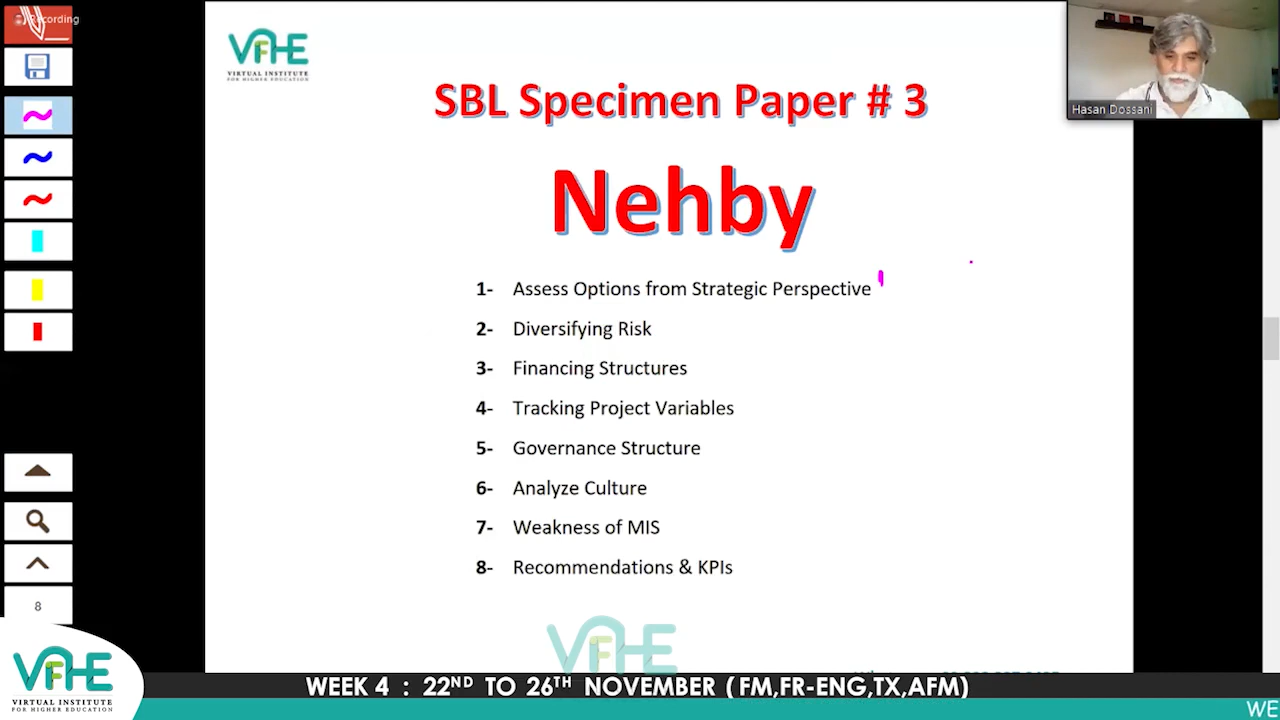 Recording
VIFHE
VIRTUAL INSTITUTE
FOR HIGHER EDUCATION
SBL Specimen Paper # 3
Hasan Dossani
Nehby
1- Assess Options from Strategic Perspective
2- Diversifying Risk
3- Financing Structures
4- Tracking Project Variables
5- Governance Structure
6- Analyze Culture
7- Weakness of MIS
8- Recommendations & KPIs
8
VIFHE
VIFHE
VIRTUAL INSTITUTE
FOR HIGHER EDUCATION
WEEK 4 : 22ND TO 26TH NOVEMBER (FM,FR-ENG,TX,AFM)
WE